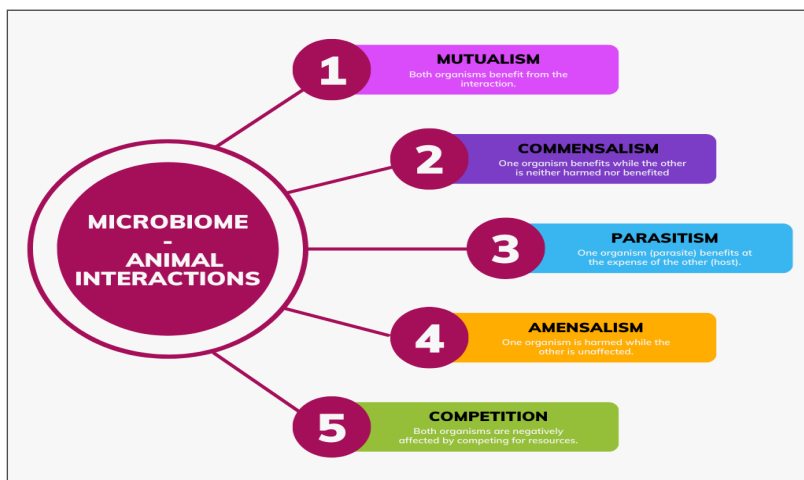 MICROBIOME
-
ANIMAL
INTERACTIONS
1
MUTUALISM
Both organisms benefit from the
interaction.
2
COMMENSALISM
One organism benefits while the other
is neither harmed nor benefited
3
PARASITISM
One organism (parasite) benefits at
the expense of the other (host).
4
AMENSALISM
One organism is harmed while the
other is unaffected.
5
COMPETITION
Both organisms are negatively
affected by competing for resources.